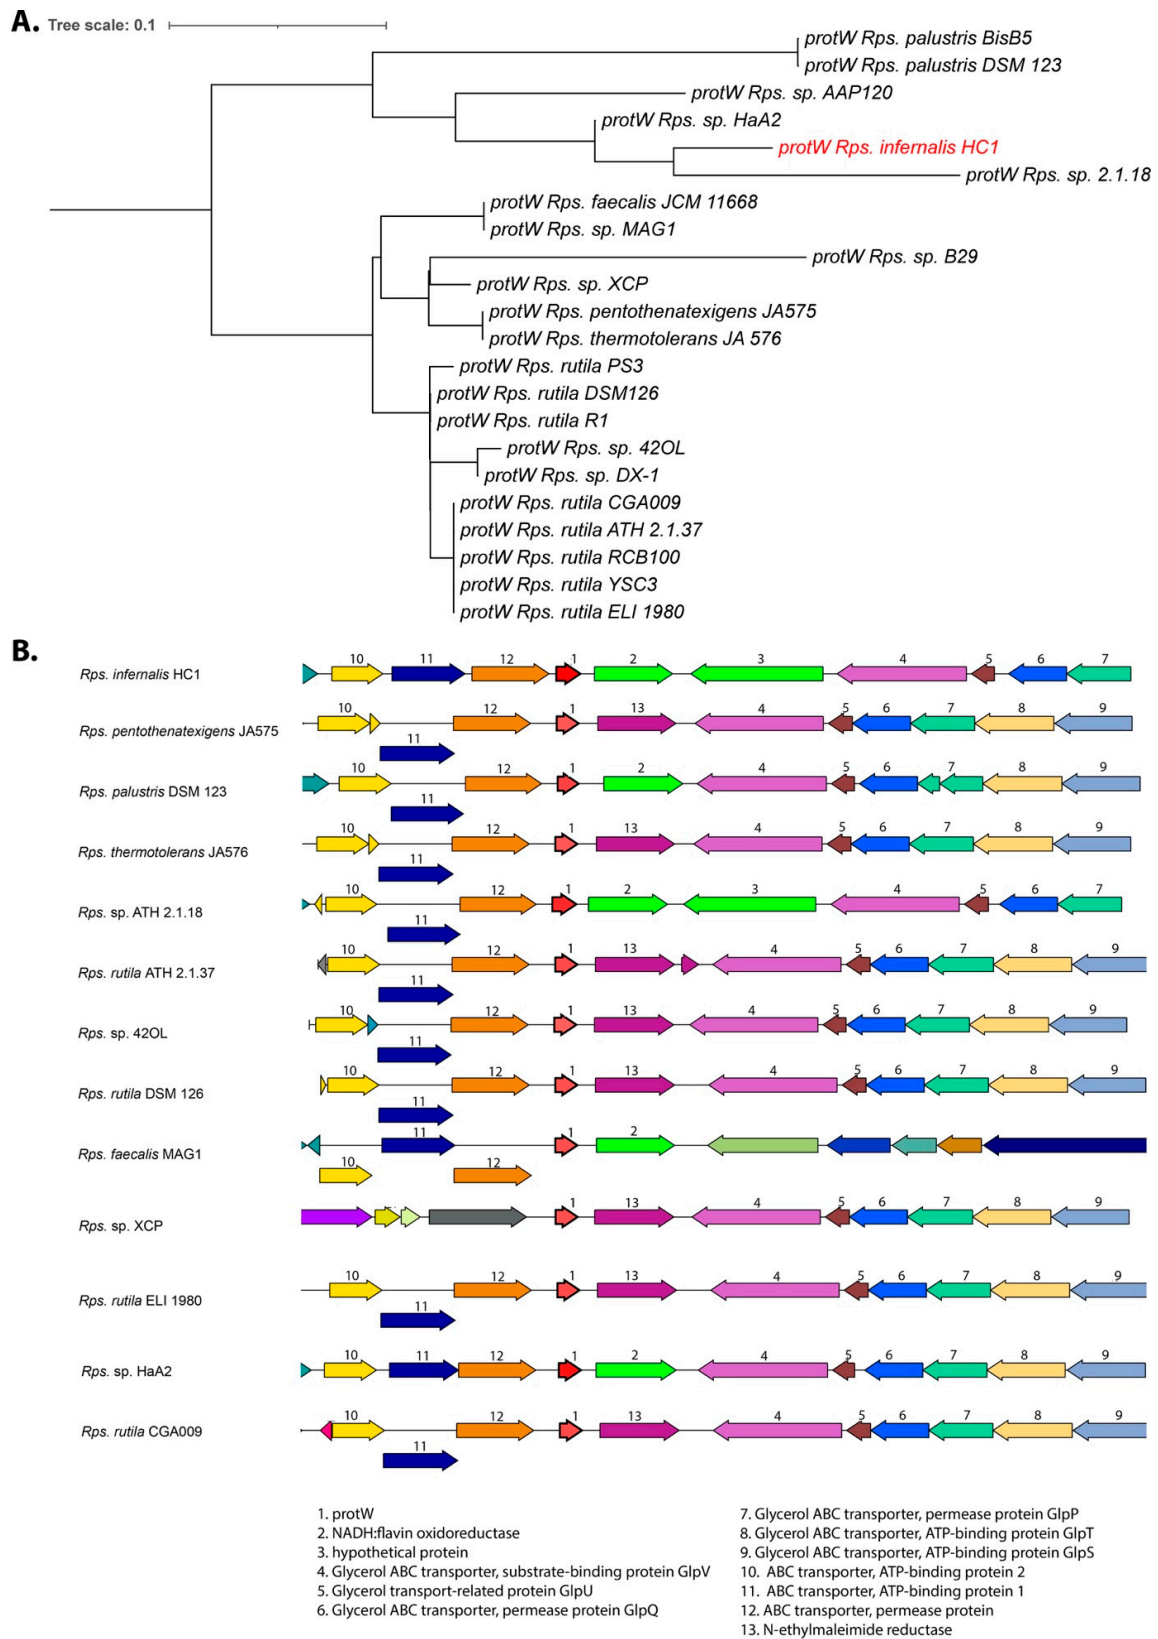 A. Tree scale: 0.1
protW Rps. palustris BisB5
protW Rps. palustris DSM 123
protW Rps. sp. AAP120
protW Rps. sp. HaA2
protW Rps. infernalis HC1
protW Rps. sp. 2.1.18
protW Rps. faecalis JCM 11668
protW Rps. sp. MAG1
protW Rps. sp. B29
protW Rps. sp. XCP
protW Rps. pentothenatexigens JA575
protW Rps. thermotolerans JA 576
protW Rps. rutila PS3
protW Rps. rutila DSM126
protW Rps. rutila R1
protW Rps. sp. 42OL
protW Rps. sp. DX-1
protW Rps. rutila CGA009
protW Rps. rutila ATH 2.1.37
protW Rps. rutila RCB100
protW Rps. rutila YSC3
protW Rps. rutila ELI 1980
B.
Rps. infernalis HC1 10 11 12 1 2 3 4 5 6 7
Rps. pentothenatexigens JA575 10 12 1 13 4 5 6 7 8 9
11
Rps. palustris DSM 123 10 12 1 2 4 5 6 7 8 9
11
Rps. thermotolerans JA576 10 12 1 13 4 5 6 7 8 9
11
Rps. sp. ATH 2.1.18 10 12 1 2 3 4 5 6 7
11
Rps. rutila ATH 2.1.37 10 12 1 13 4 5 6 7 8 9
11
Rps. sp. 42OL 10 12 1 13 4 5 6 7 8 9
11
Rps. rutila DSM 126 10 12 1 13 4 5 6 7 8 9
11
Rps. faecalis MAG1 11 1 2
10 12
Rps. sp. XCP 1 13 4 5 6 7 8 9
Rps. rutila ELI 1980 10 12 1 13 4 5 6 7 8 9
11
Rps. sp. HaA2 10 11 12 1 2 4 5 6 7 8 9
Rps. rutila CGA009 10 12 1 13 4 5 6 7 8 9
11
1. protW
2. NADH:flavin oxidoreductase
3. hypothetical protein
4. Glycerol ABC transporter, substrate-binding protein GlpV
5. Glycerol transport-related protein GlpU
6. Glycerol ABC transporter, permease protein GlpQ
7. Glycerol ABC transporter, permease protein GlpP
8. Glycerol ABC transporter, ATP-binding protein GlpT
9. Glycerol ABC transporter, ATP-binding protein GlpS
10. ABC transporter, ATP-binding protein 2
11. ABC transporter, ATP-binding protein 1
12. ABC transporter, permease protein
13. N-ethylmaleimide reductase